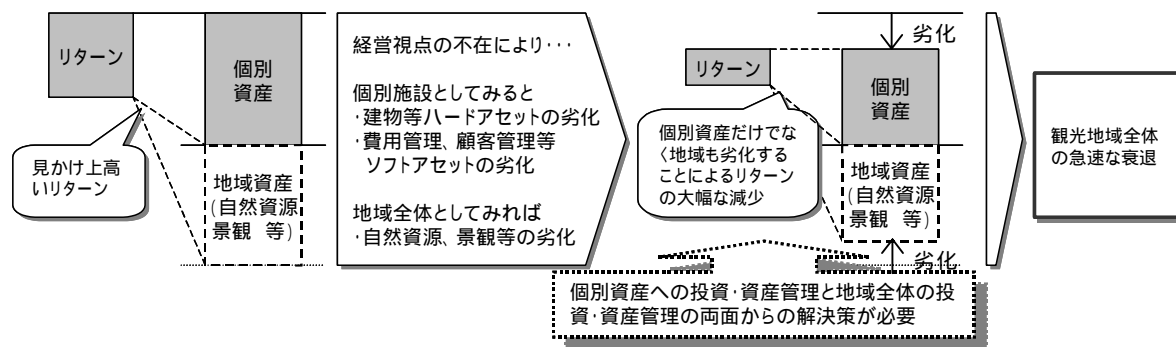 リターン
個別
資産
見かけ上高
いリターン
地域資産
(自然資源
景観 等)
経営視点の不在により･･･
個別施設としてみると
･建物等ハードアセットの劣化
･費用管理、顧客管理等
ソフトアセットの劣化
地域全体としてみれば
･自然資源、景観等の劣化
劣化
リターン
個別
資産
個別資産だけでな
く地域も劣化する
ことによるリターン
の大幅な減少
地域資産
(自然資源
景観 等)
劣化
個別資産への投資･資産管理と地域全体の投
資･資産管理の両面からの解決策が必要
観光地域全体
の急速な衰退